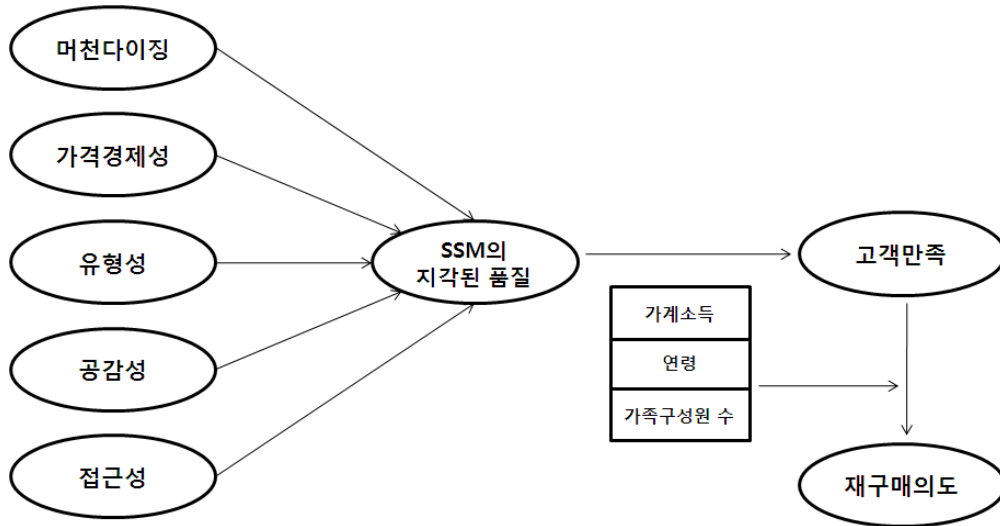 머천다이징
가격경제성
유형성
공감성
접근성
SSM의
지각된 품질
고객만족
가계소득
연령
가족구성원 수
재구매의도